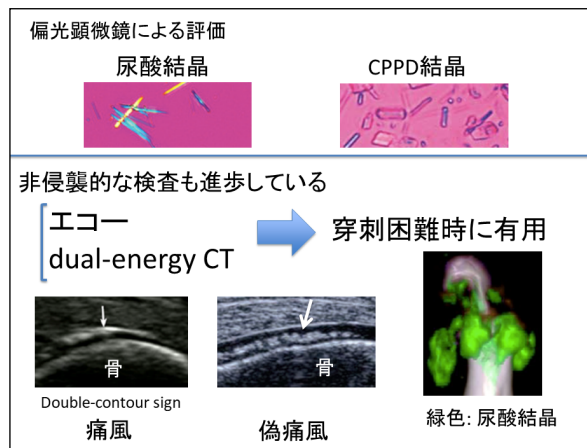 偏光顕微鏡による評価
尿酸結晶
CPPD結晶
非侵襲的な検査も進歩している
エコー
dual-energy CT
穿刺困難時に有用
骨
骨
Double-contour sign
痛風
偽痛風
緑色: 尿酸結晶